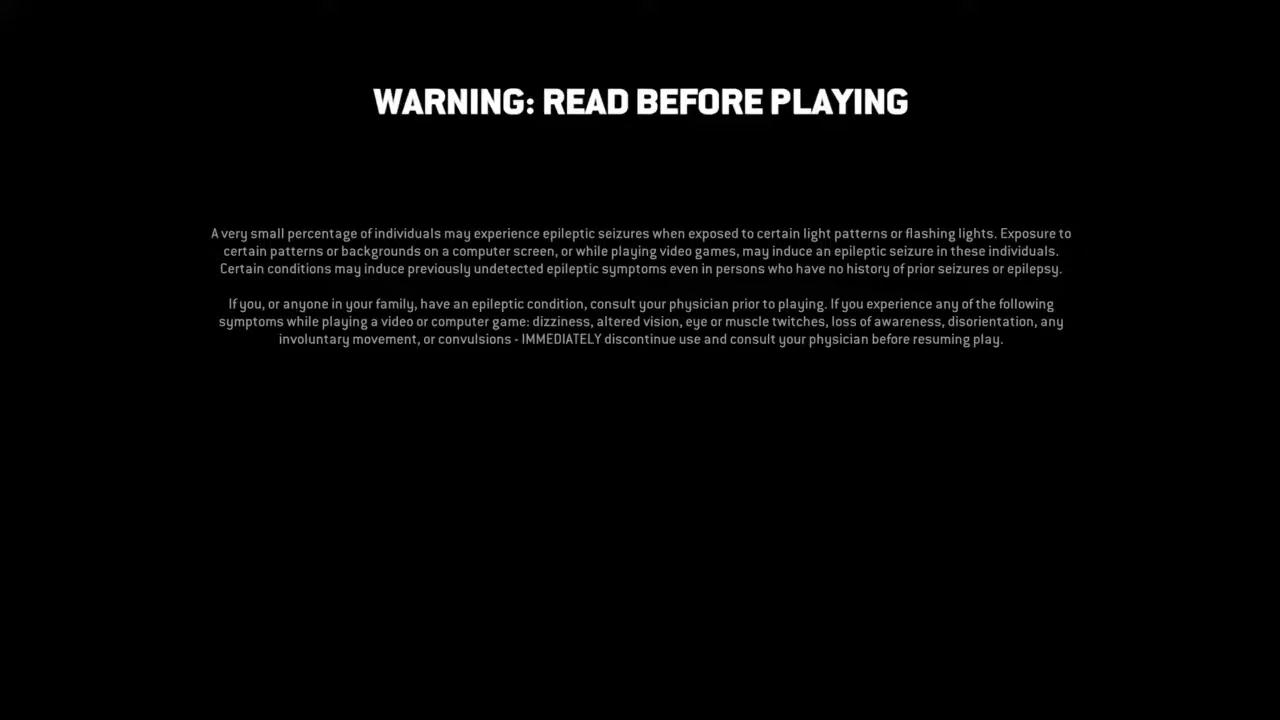 WARNING: READ BEFORE PLAYING
A very small percentage of individuals may experience epileptic seizures when exposed to certain light patterns or flashing lights. Exposure to
certain patterns or backgrounds on a computer screen, or while playing video games, may induce an epileptic seizure in these individuals.
Certain conditions may induce previously undetected epileptic symptoms even in persons who have no history of prior seizures or epilepsy.
If you, or anyone in your family, have an epileptic condition, consult your physician prior to playing. If you experience any of the following
symptoms while playing a video or computer game: dizziness, altered vision, eye or muscle twitches, loss of awareness, disorientation, any
involuntary movement, or convulsions - IMMEDIATELY discontinue use and consult your physician before resuming play.